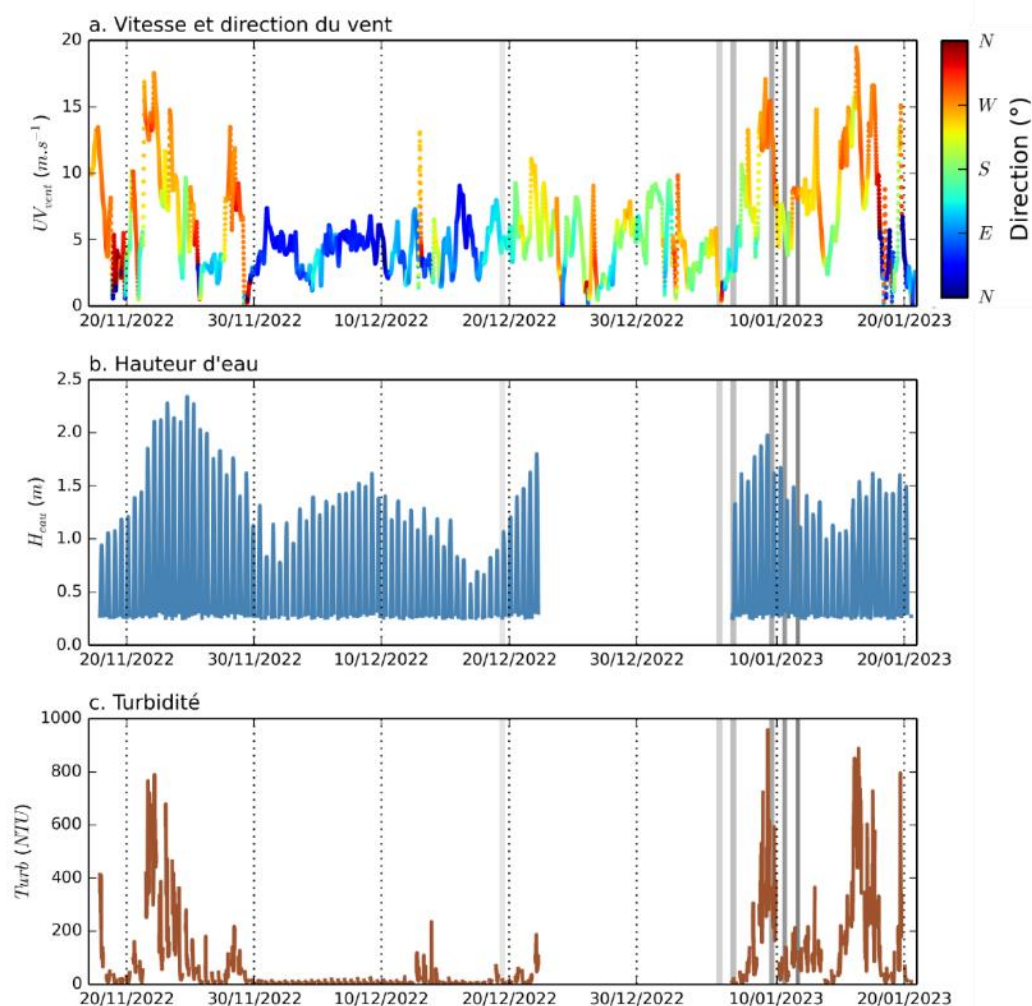 a. Vitesse et direction du vent
20
15
10
5
0
UV_vent (m.s⁻¹)
20/11/2022 30/11/2022 10/12/2022 20/12/2022 30/12/2022 10/01/2023 20/01/2023
N
W
S
E
N
Direction (°)
b. Hauteur d'eau
2.5
2.0
1.5
1.0
0.5
0.0
H_eau (m)
20/11/2022 30/11/2022 10/12/2022 20/12/2022 30/12/2022 10/01/2023 20/01/2023
c. Turbidité
1000
800
600
400
200
0
Turb (NTU)
20/11/2022 30/11/2022 10/12/2022 20/12/2022 30/12/2022 10/01/2023 20/01/2023